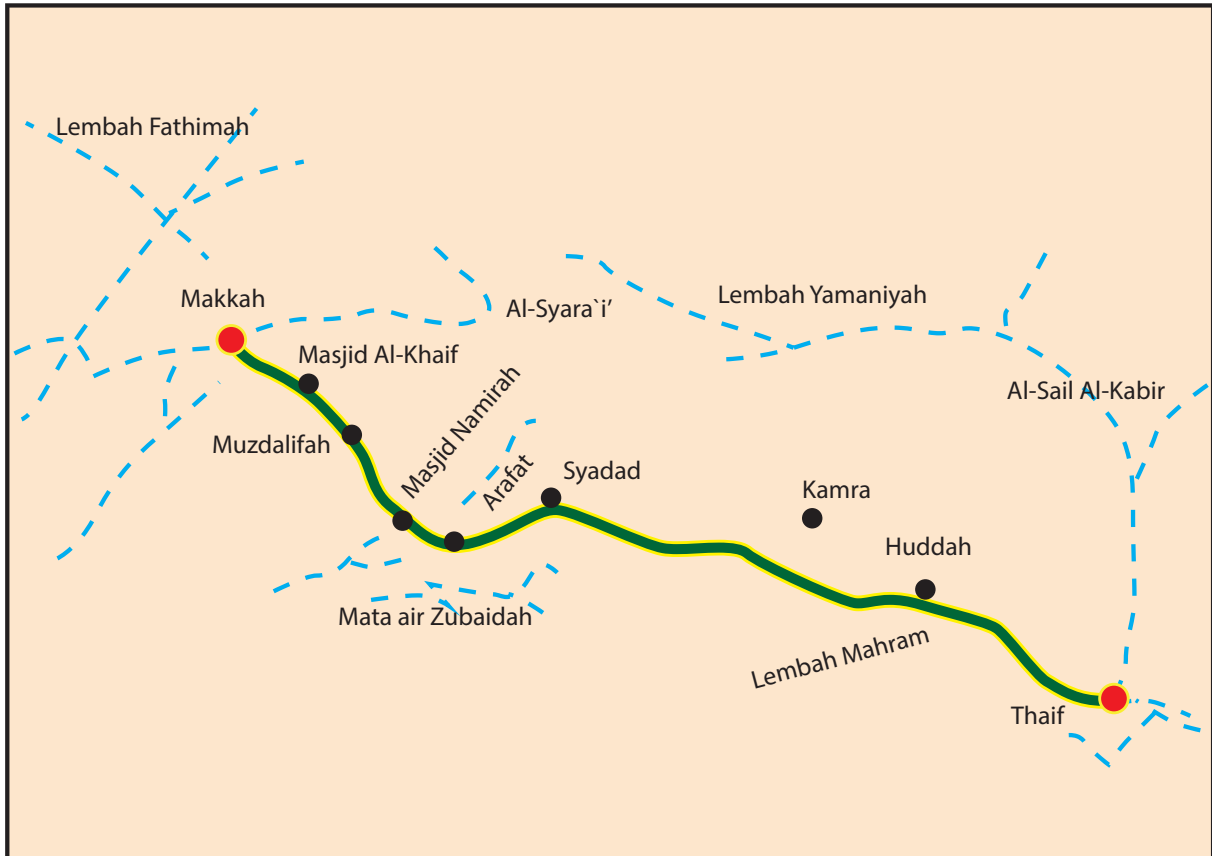 Lembah Fathimah
Makkah
Al-Syara`i’
Lembah Yamaniyah
Masjid Al-Khaif
Al-Sail Al-Kabir
Muzdalifah
Masjid Namirah
Arafat
Syadad
Kamra
Huddah
Mata air Zubaidah
Lembah Mahram
Thaif